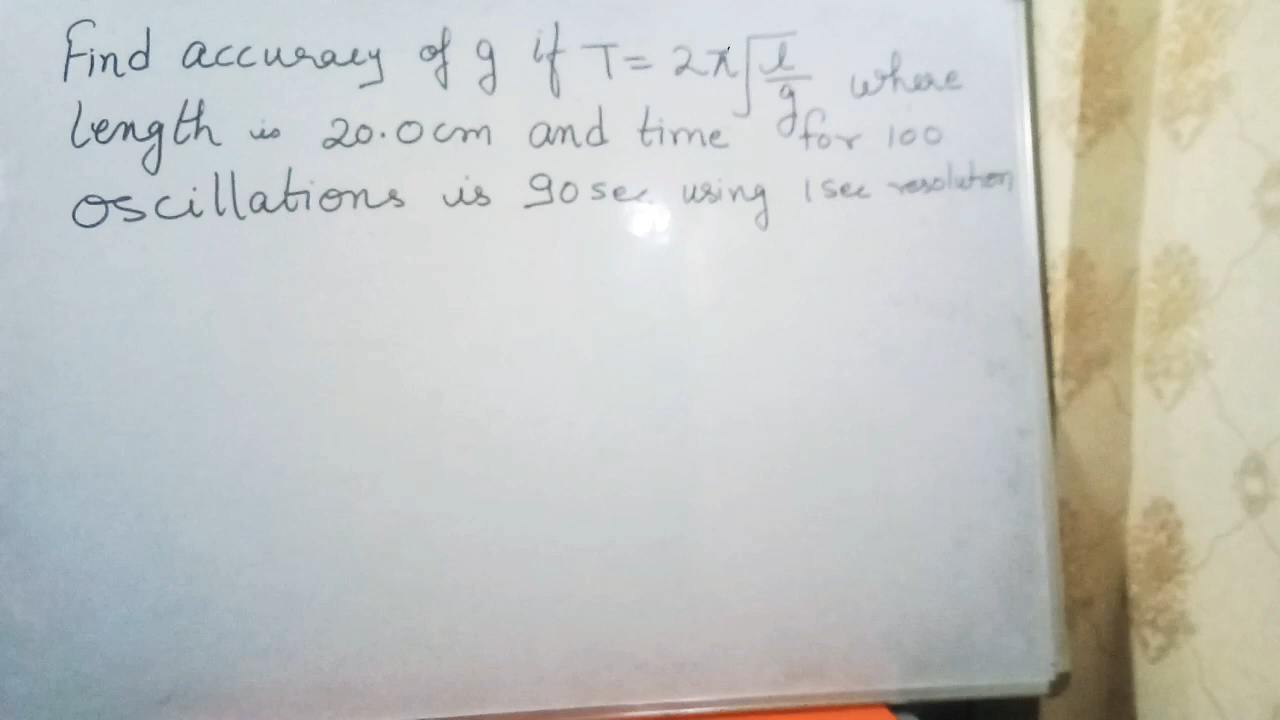 Find accuracy of g if T = 2π√l/g where
length is 20.0cm and time for 100
oscillations is 90 sec using 1 sec resolution